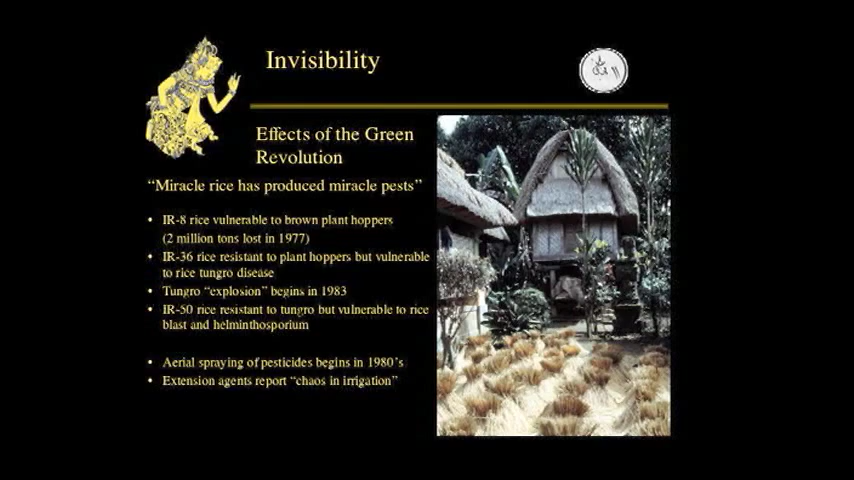 Invisibility
Effects of the Green
Revolution
“Miracle rice has produced miracle pests”
• IR-8 rice vulnerable to brown plant hoppers
(2 million tons lost in 1977)
• IR-36 rice resistant to plant hoppers but vulnerable
to rice tungro disease
• Tungro “explosion” begins in 1983
• IR-50 rice resistant to tungro but vulnerable to rice
blast and helminthosporium
• Aerial spraying of pesticides begins in 1980’s
• Extension agents report “chaos in irrigation”